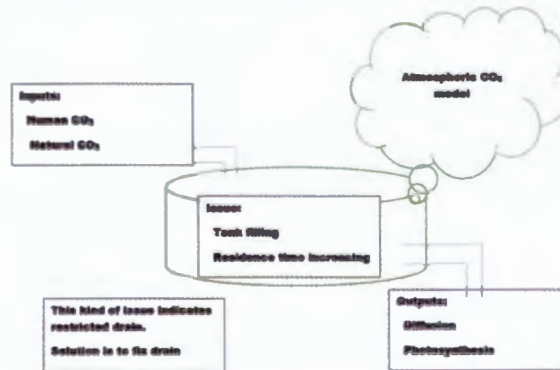 Atmospheric CO₂
model
Inputs:
Human CO₂
Natural CO₂
Issue:
Tank filling
Residence time increasing
This kind of issue indicates
restricted drain.
Solution is to fix drain
Outputs:
Diffusion
Photosynthesis